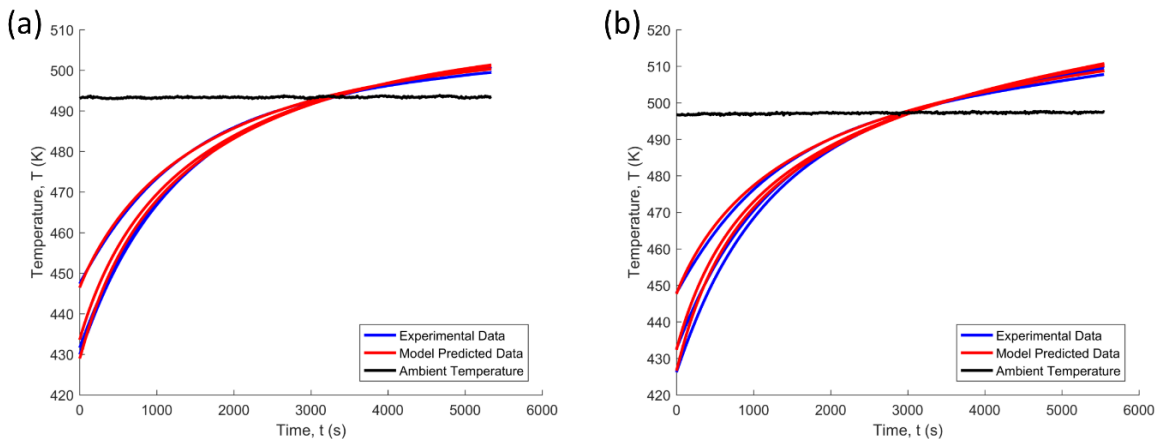 (a)
510
500
490
480
470
460
450
440
430
420
Temperature, T (K)
0 1000 2000 3000 4000 5000 6000
Time, t (s)
Experimental Data
Model Predicted Data
Ambient Temperature
(b)
520
510
500
490
480
470
460
450
440
430
420
Temperature, T (K)
0 1000 2000 3000 4000 5000 6000
Time, t (s)
Experimental Data
Model Predicted Data
Ambient Temperature